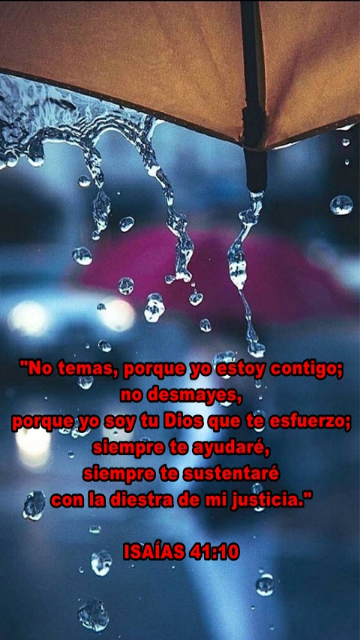 "No temas, porque yo estoy contigo;
no desmayes,
porque yo soy tu Dios que te esfuerzo;
siempre te ayudaré,
siempre te sustentaré
con la diestra de mi justicia."
ISAÍAS 41:10